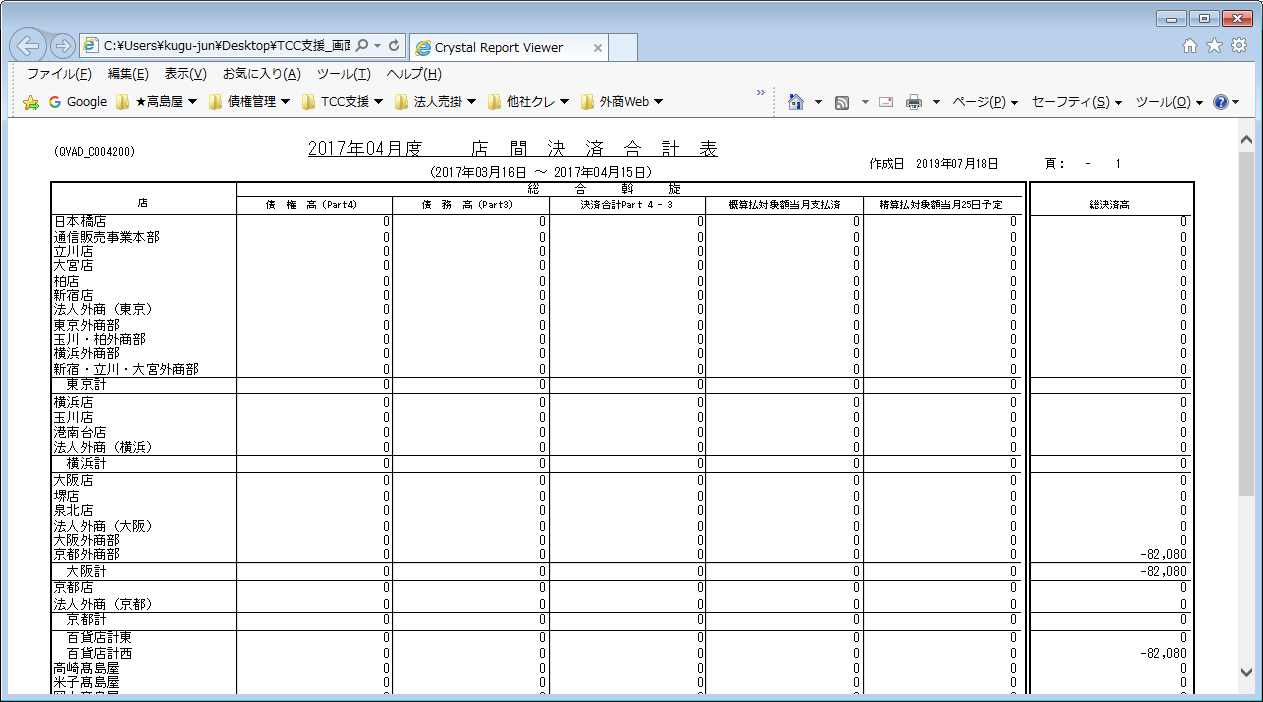 C:¥Users¥kugu-jun¥Desktop¥TCC支援_画面
Crystal Report Viewer
ファイル(F) 編集(E) 表示(V) お気に入り(A) ツール(T) ヘルプ(H)
Google ★高島屋 債権管理 TCC支援 法人売掛 他社クレ 外商Web » ページ(P) セーフティ(S) ツール(O)
(QVAD_C004200) 2017年04月度 店 間 決 済 合 計 表
(2017年03月16日 ～ 2017年04月15日) 作成日 2019年07月18日 頁： - 1
店 総 合 斡 旋 総決済高
債 権 高 (Part4) 債 務 高 (Part3) 決済合計Part 4 - 3 概算払対象額当月支払済 精算払対象額当月25日予定
日本橋店 0 0 0 0 0 0
通信販売事業本部 0 0 0 0 0 0
立川店 0 0 0 0 0 0
大宮店 0 0 0 0 0 0
柏店 0 0 0 0 0 0
新宿店 0 0 0 0 0 0
法人外商（東京） 0 0 0 0 0 0
東京外商部 0 0 0 0 0 0
玉川・柏外商部 0 0 0 0 0 0
横浜外商部 0 0 0 0 0 0
新宿・立川・大宮外商部 0 0 0 0 0 0
東京計 0 0 0 0 0 0
横浜店 0 0 0 0 0 0
玉川店 0 0 0 0 0 0
港南台店 0 0 0 0 0 0
法人外商（横浜） 0 0 0 0 0 0
横浜計 0 0 0 0 0 0
大阪店 0 0 0 0 0 0
堺店 0 0 0 0 0 0
泉北店 0 0 0 0 0 0
法人外商（大阪） 0 0 0 0 0 0
大阪外商部 0 0 0 0 0 0
京都外商部 0 0 0 0 0 -82,080
大阪計 0 0 0 0 0 -82,080
京都店 0 0 0 0 0 0
法人外商（京都） 0 0 0 0 0 0
京都計 0 0 0 0 0 0
百貨店計東 0 0 0 0 0 0
百貨店計西 0 0 0 0 0 -82,080
高崎髙島屋 0 0 0 0 0 0
米子髙島屋 0 0 0 0 0 0